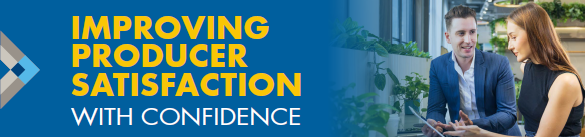 IMPROVING
PRODUCER
SATISFACTION
WITH CONFIDENCE